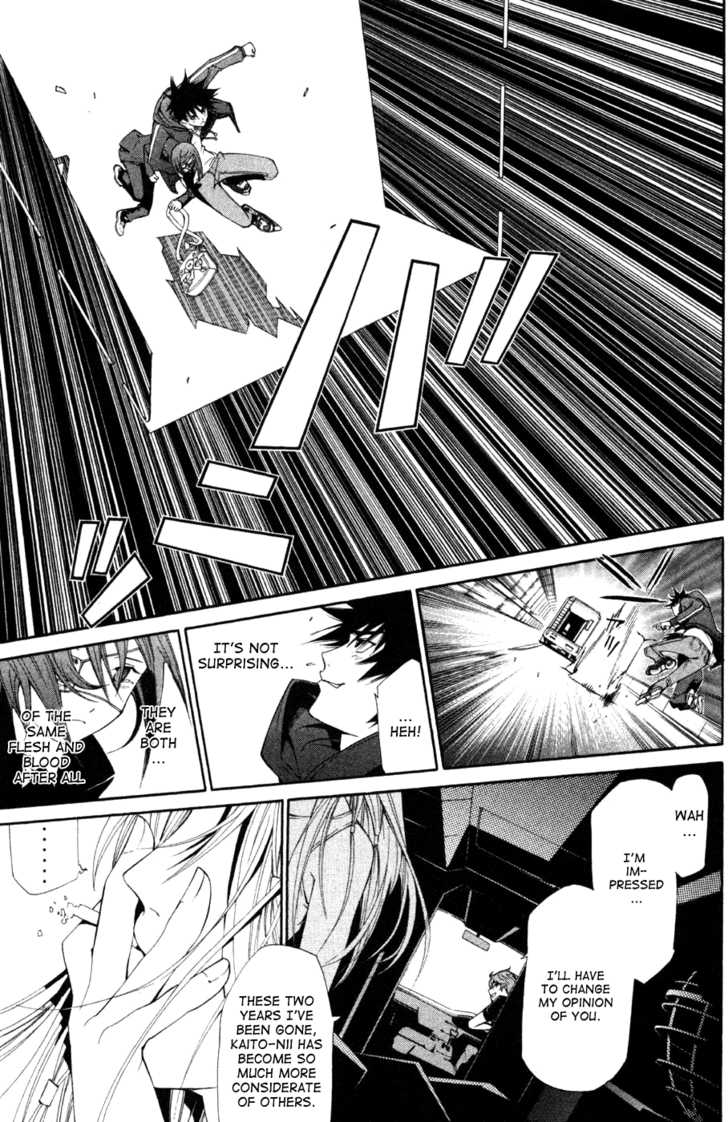 ...
HEH!
IT'S NOT
SURPRISING...
THEY
ARE
BOTH
...
OF THE
SAME
FLESH AND
BLOOD
AFTER ALL
WAH
...
I'M
IM-
PRESSED
...
I'LL HAVE
TO CHANGE
MY OPINION
OF YOU.
THESE TWO
YEARS I'VE
BEEN GONE,
KAITO-NII HAS
BECOME SO
MUCH MORE
CONSIDERATE
OF OTHERS.
......